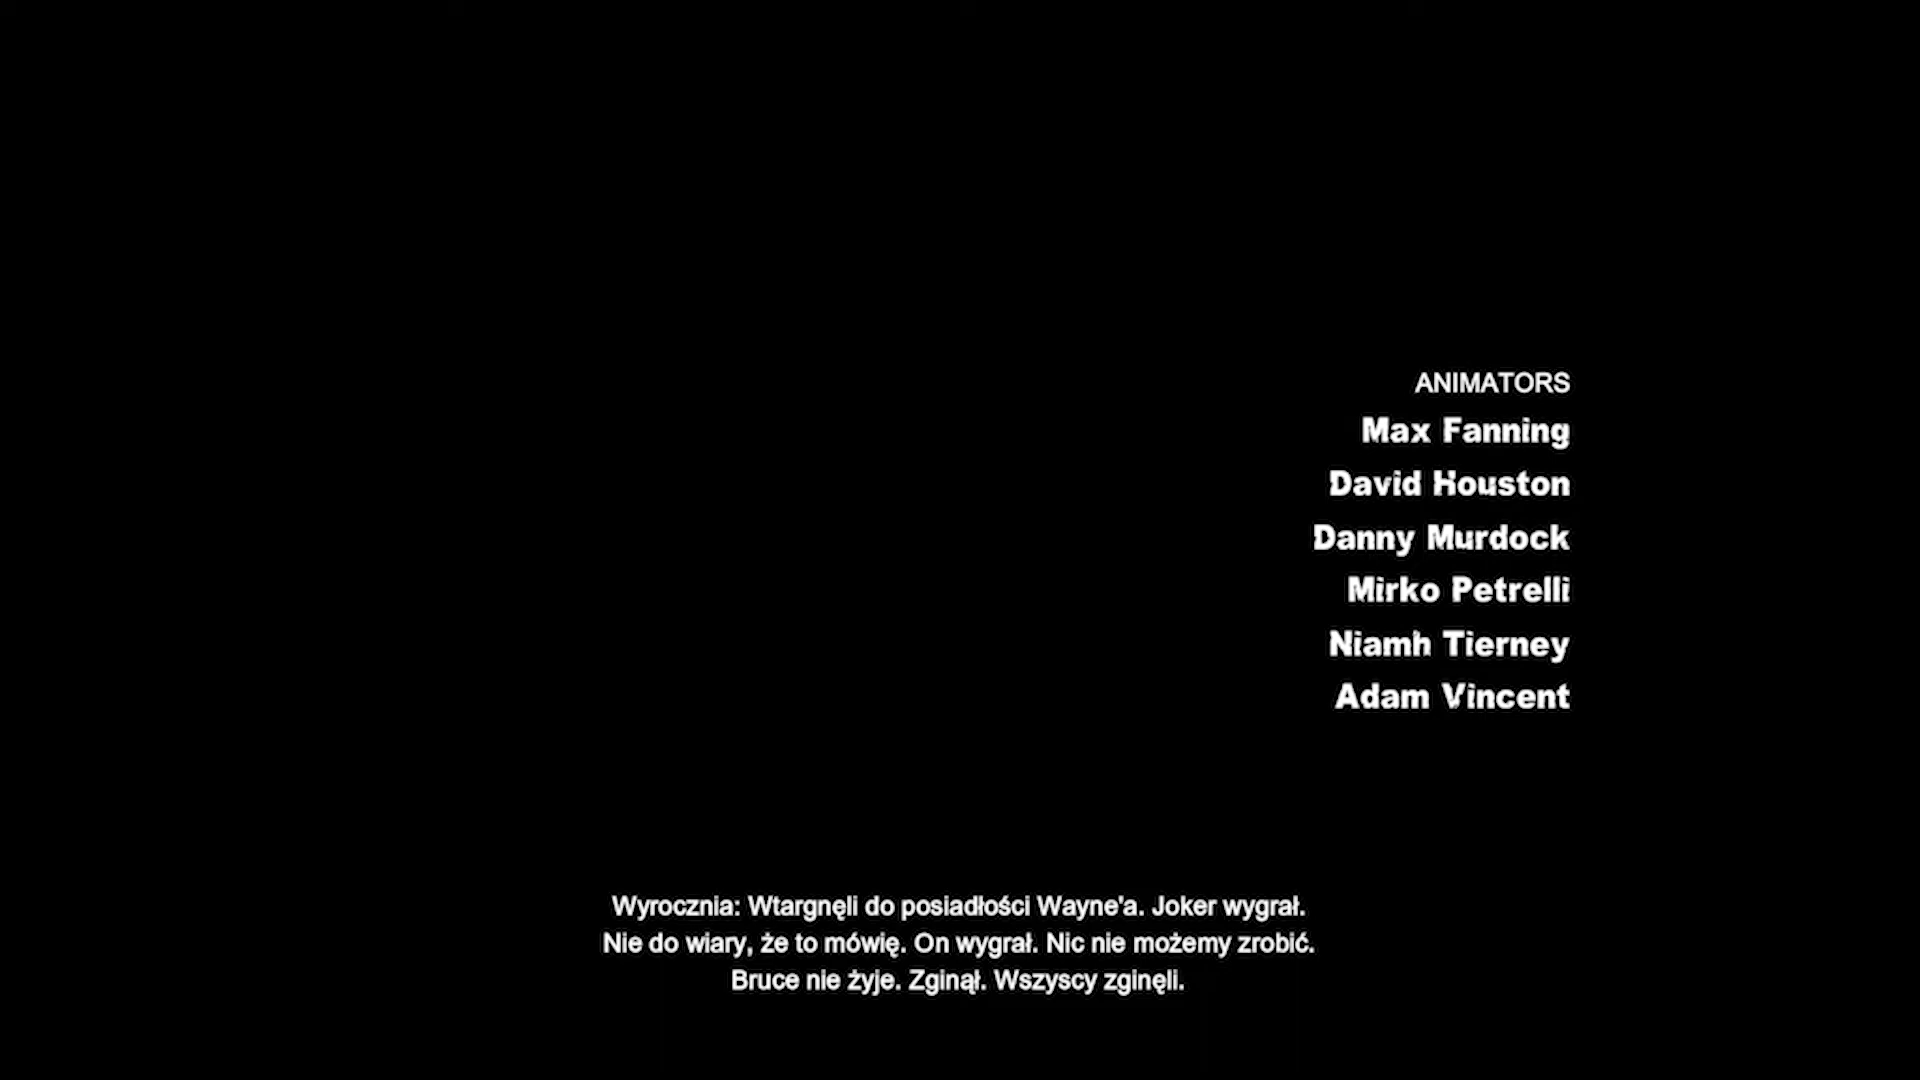 ANIMATORS
Max Fanning
David Houston
Danny Murdock
Mirko Petrelli
Niamh Tierney
Adam Vincent
Wyrocznia: Wtargnęli do posiadłości Wayne'a. Joker wygrał.
Nie do wiary, że to mówię. On wygrał. Nic nie możemy zrobić.
Bruce nie żyje. Zginął. Wszyscy zginęli.